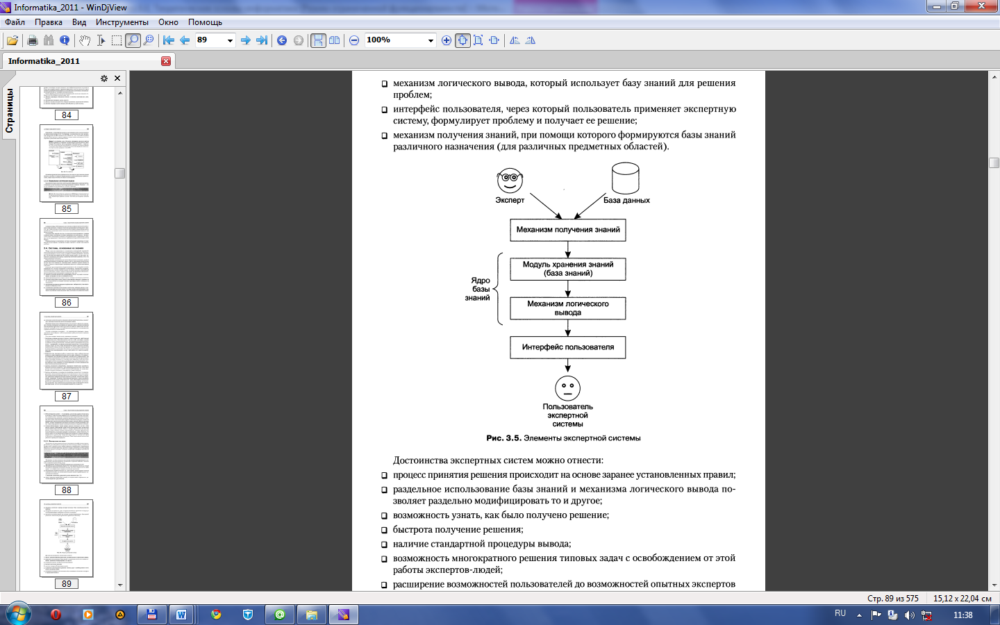 Informatika_2011 - WinDjView
Файл Правка Вид Инструменты Окно Помощь
89
100%
Informatika_2011
Страницы
84
85
86
87
88
89
механизм логического вывода, который использует базу знаний для решения
проблем;
интерфейс пользователя, через который пользователь применяет экспертную
систему, формулирует проблему и получает ее решение;
механизм получения знаний, при помощи которого формируются базы знаний
различного назначения (для различных предметных областей).
Эксперт
База данных
Механизм получения знаний
Модуль хранения знаний
(база знаний)
Ядро
базы
знаний
Механизм логического
вывода
Интерфейс пользователя
Пользователь
экспертной
системы
Рис. 3.5. Элементы экспертной системы
Достоинства экспертных систем можно отнести:
процесс принятия решения происходит на основе заранее установленных правил;
раздельное использование базы знаний и механизма логического вывода по-
зволяет раздельно модифицировать то и другое;
возможность узнать, как было получено решение;
быстрота получение решения;
наличие стандартной процедуры вывода;
возможность многократного решения типовых задач с освобождением от этой
работы экспертов-людей;
расширение возможностей пользователей до возможностей опытных экспертов
Стр. 89 из 575 15,12 x 22,04 см
RU
11:38